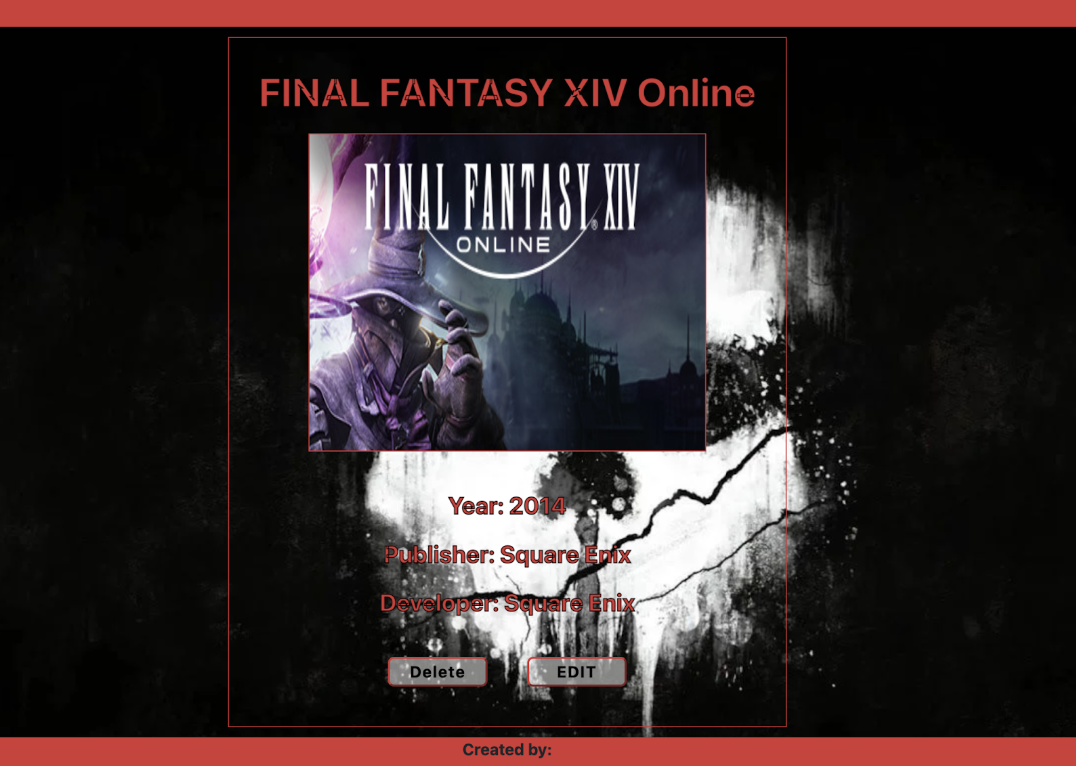 FINAL FANTASY XIV Online
FINAL FANTASY® XIV
ONLINE
Year: 2014
Publisher: Square Enix
Developer: Square Enix
Delete EDIT
Created by: